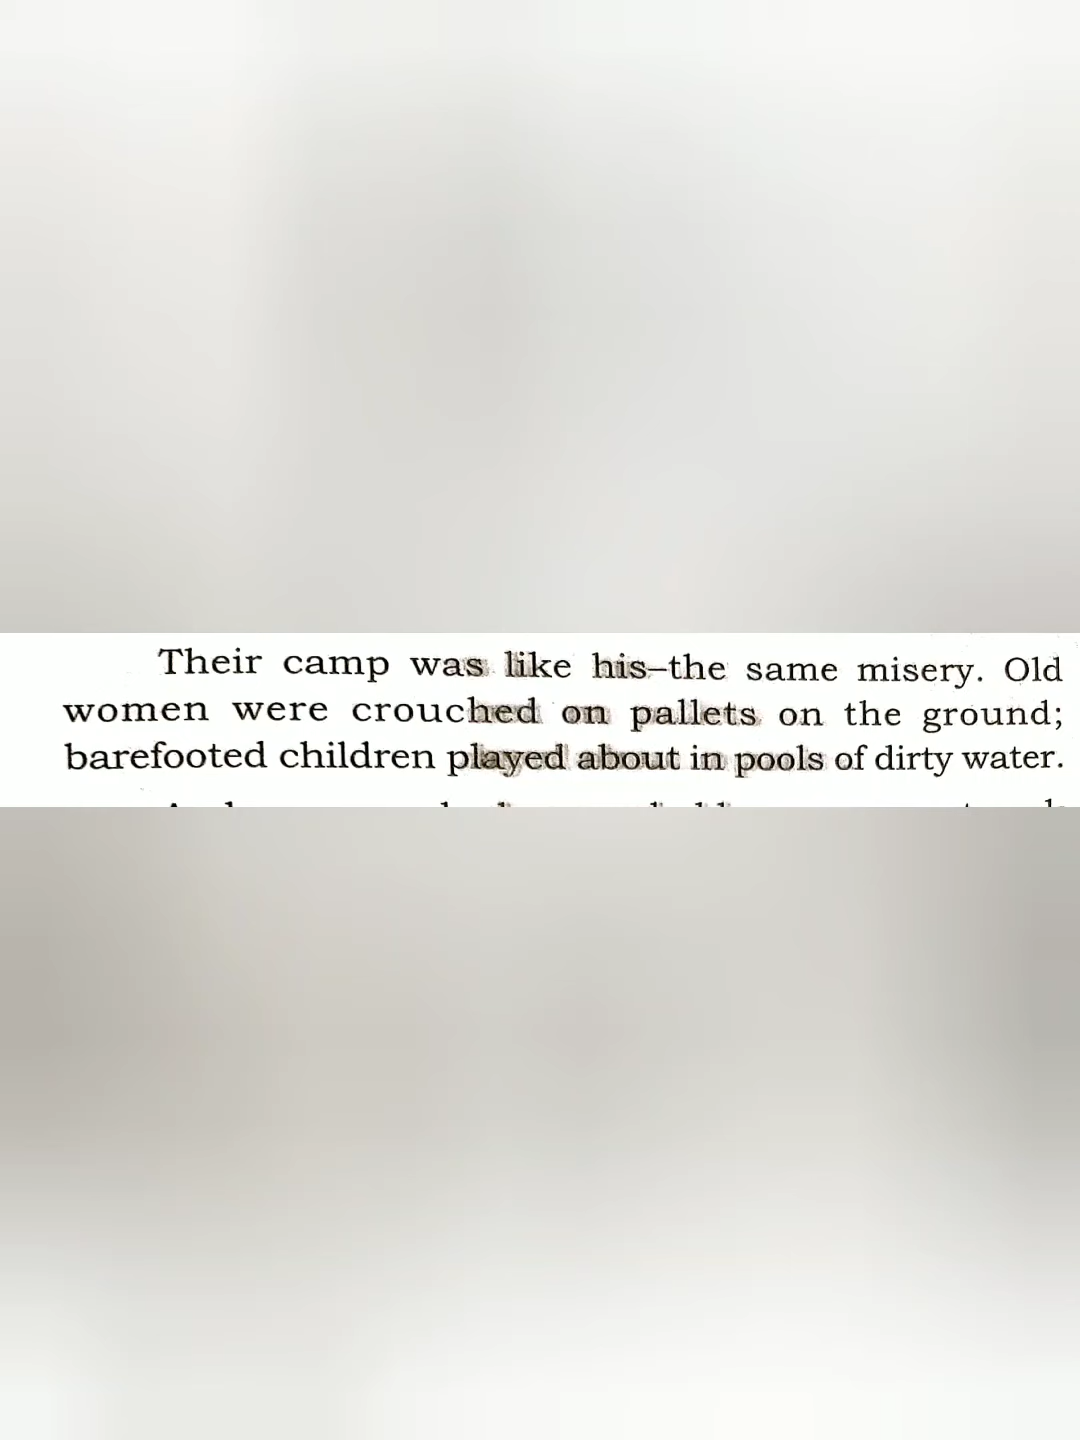 Their camp was like his–the same misery. Old
women were crouched on pallets on the ground;
barefooted children played about in pools of dirty water.